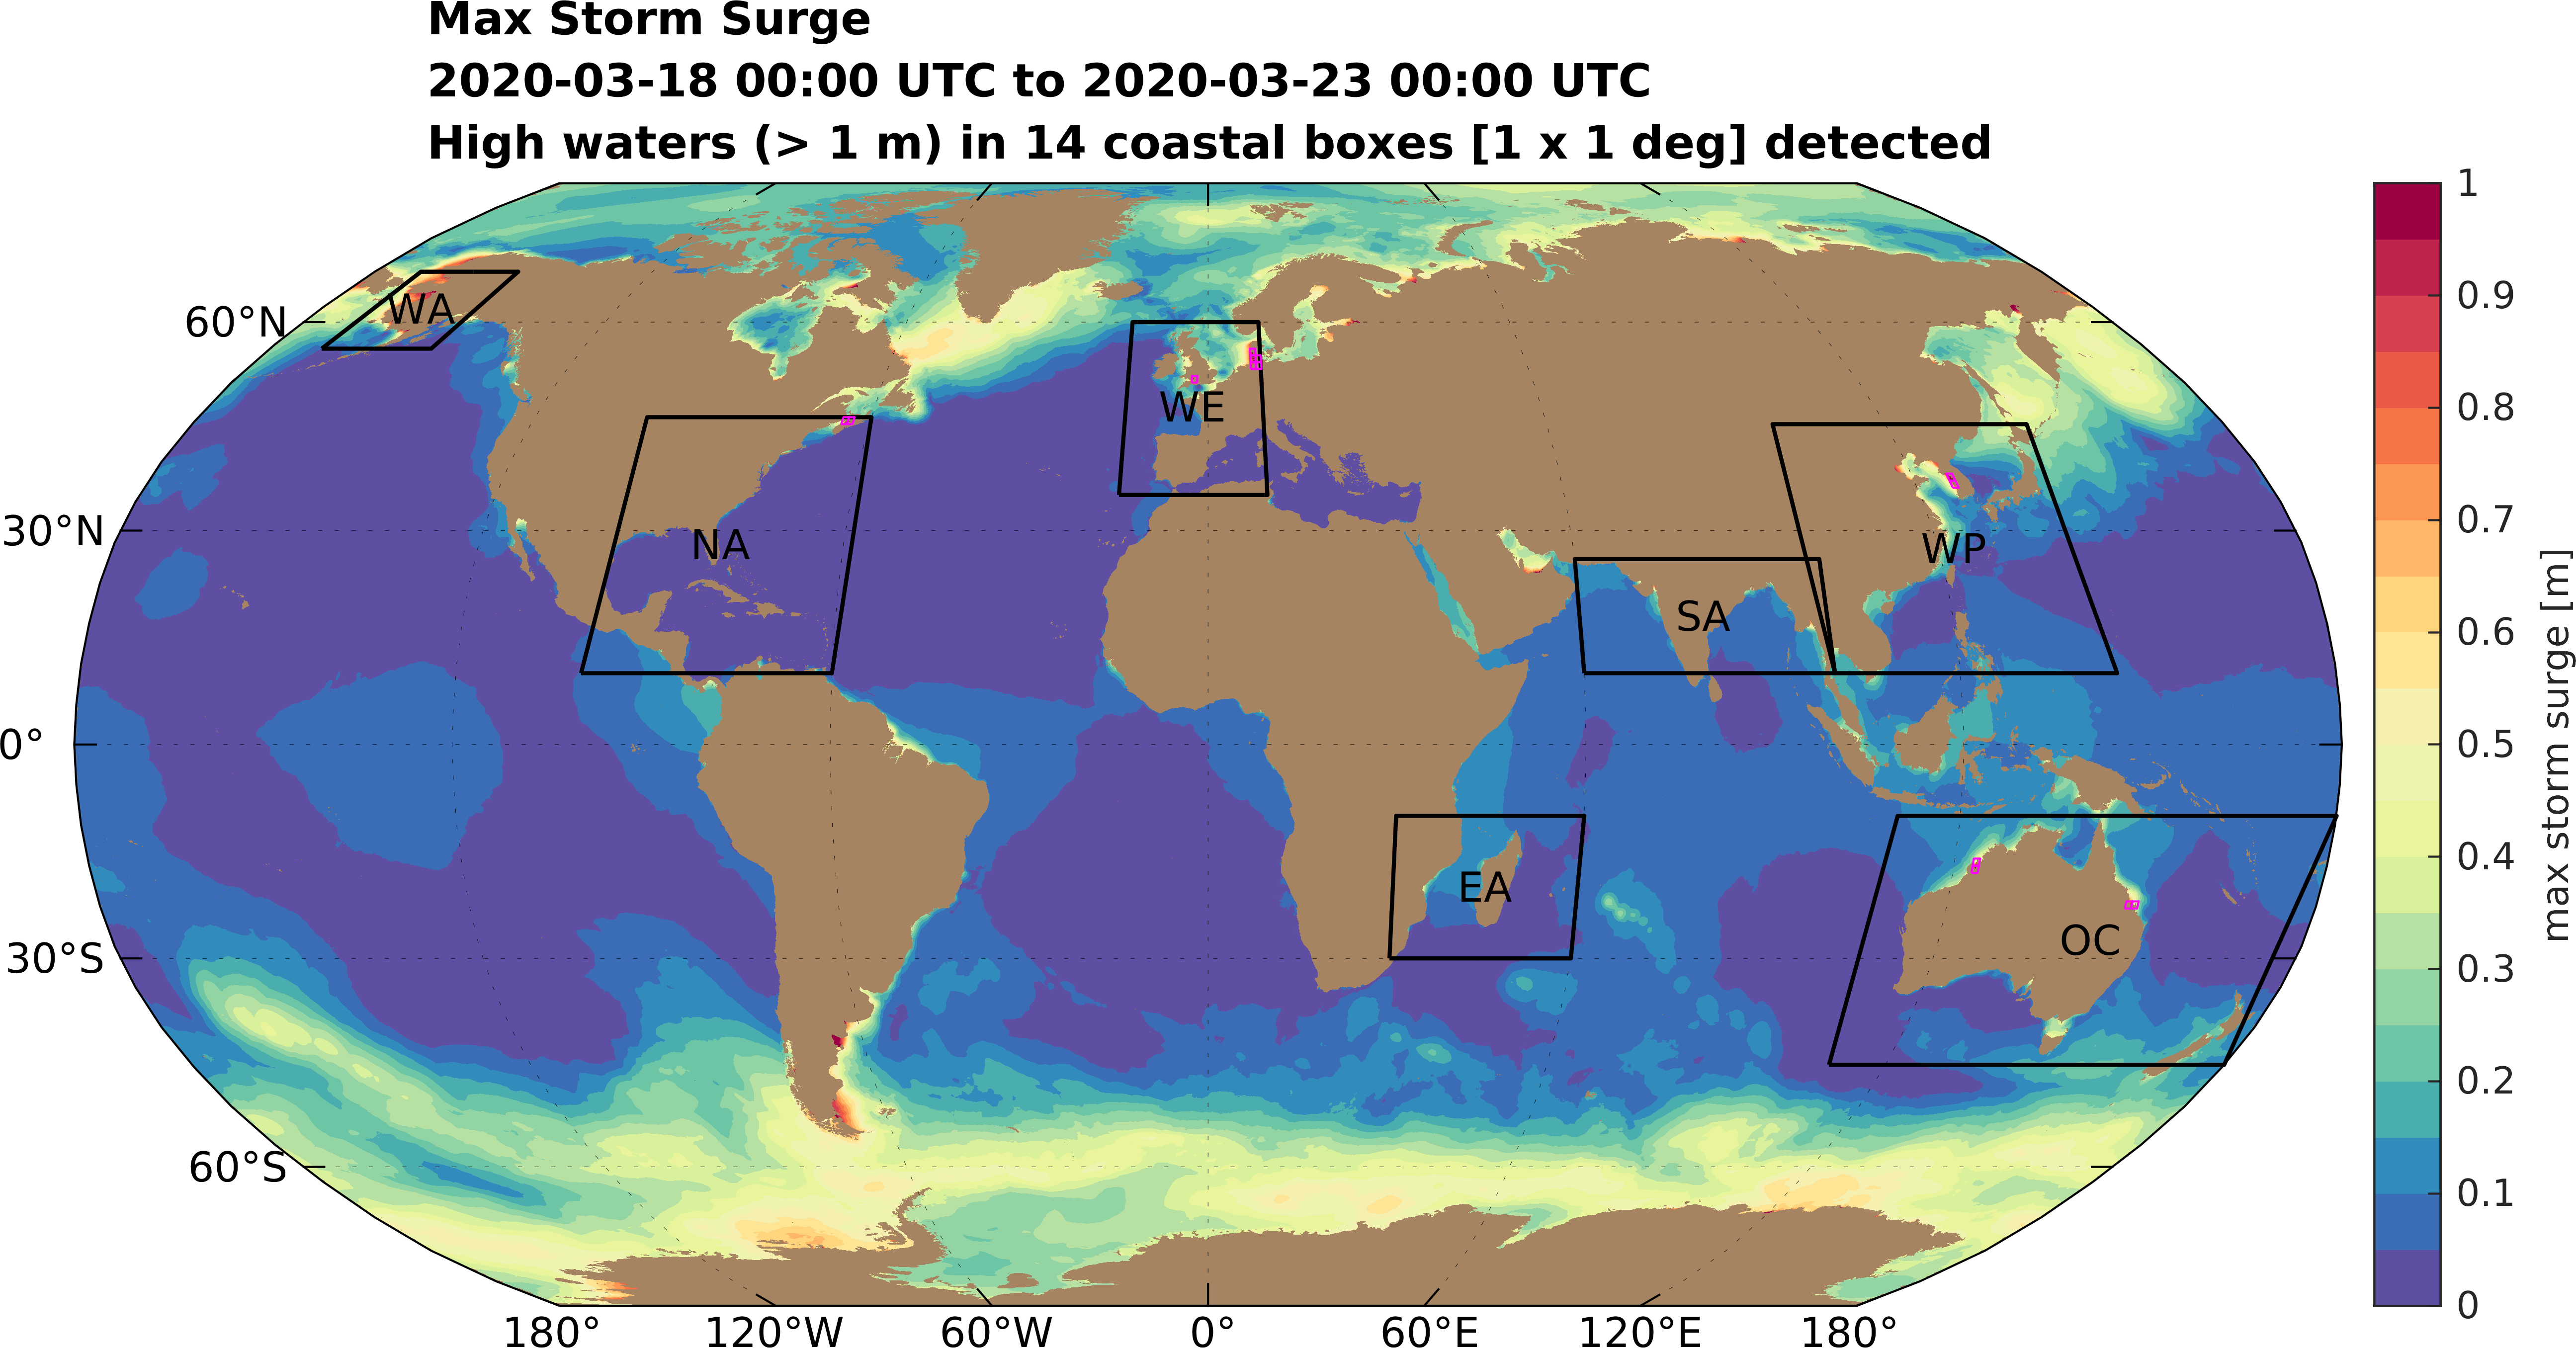 Max Storm Surge
2020-03-18 00:00 UTC to 2020-03-23 00:00 UTC
High waters (> 1 m) in 14 coastal boxes [1 x 1 deg] detected
60°N
30°N
0°
30°S
60°S
180°
120°W
60°W
0°
60°E
120°E
180°
WA
NA
WE
SA
WP
EA
OC
1
0.9
0.8
0.7
0.6
0.5
0.4
0.3
0.2
0.1
0
max storm surge [m]